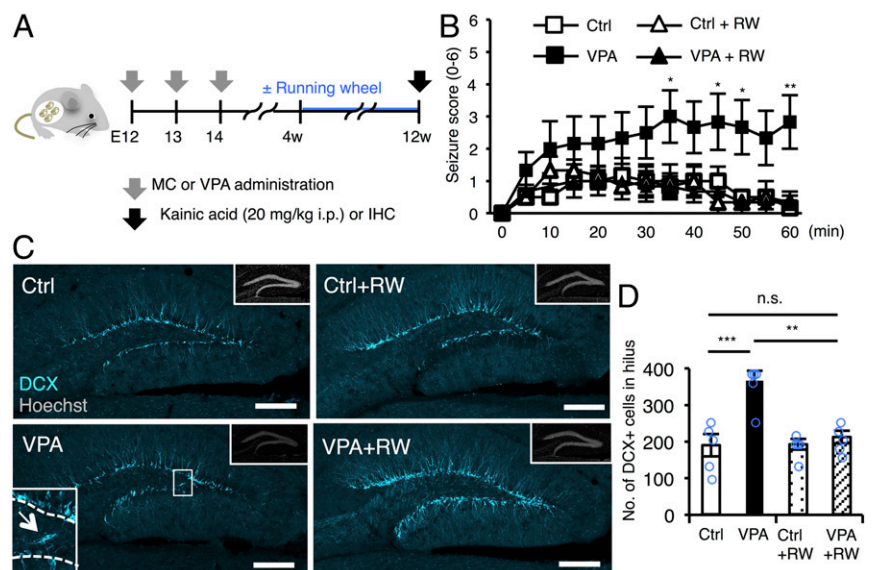 A
± Running wheel
E12 13 14 4w 12w
MC or VPA administration
Kainic acid (20 mg/kg i.p.) or IHC
B
Seizure score (0-6)
6
5
4
3
2
1
0
Ctrl Ctrl + RW
VPA VPA + RW
* * * **
0 10 20 30 40 50 60 (min)
C
Ctrl
DCX
Hoechst
Ctrl+RW
VPA
VPA+RW
D
n.s.
*** **
No. of DCX+ cells in hilus
400
300
200
100
0
Ctrl VPA Ctrl +RW VPA +RW